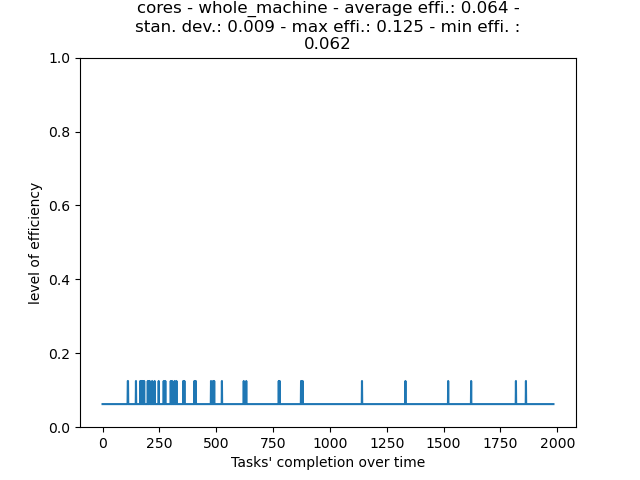 cores - whole_machine - average effi.: 0.064 -
stan. dev.: 0.009 - max effi.: 0.125 - min effi. :
0.062
1.0
0.8
0.6
0.4
0.2
0.0
level of efficiency
0 250 500 750 1000 1250 1500 1750 2000
Tasks' completion over time